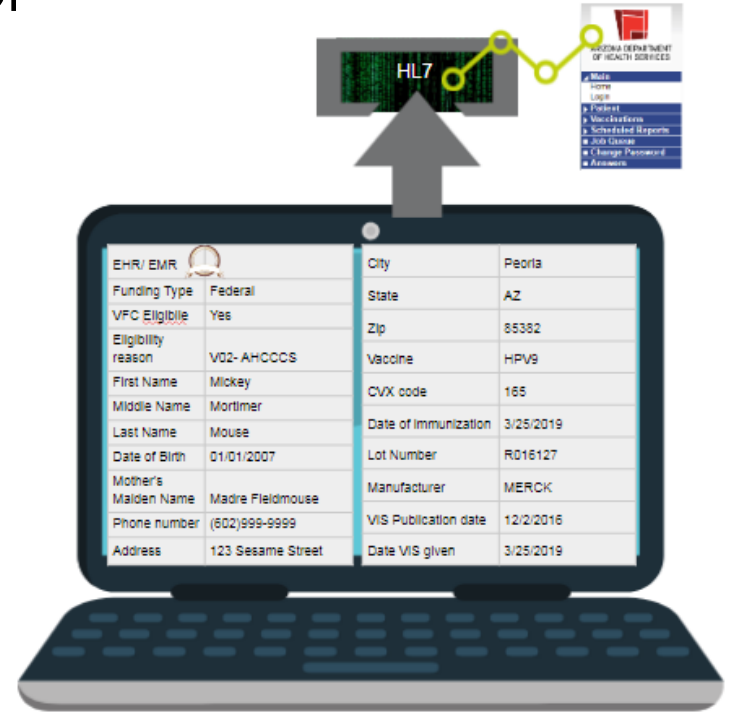 HL7
ARIZONA DEPARTMENT
OF HEALTH SERVICES
Main
Home
Login
Patient
Vaccinations
Scheduled Reports
Job Queue
Change Password
Answers
EHR/ EMR
Funding Type Federal
VFC Eligibile Yes
Eligibility
reason V02- AHCCCS
First Name Mickey
Middle Name Mortimer
Last Name Mouse
Date of Birth 01/01/2007
Mother's
Maiden Name Madre Fieldmouse
Phone number (602)999-9999
Address 123 Sesame Street
City Peoria
State AZ
Zip 85382
Vaccine HPV9
CVX code 165
Date of immunization 3/25/2019
Lot Number R016127
Manufacturer MERCK
VIS Publication date 12/2/2016
Date VIS given 3/25/2019